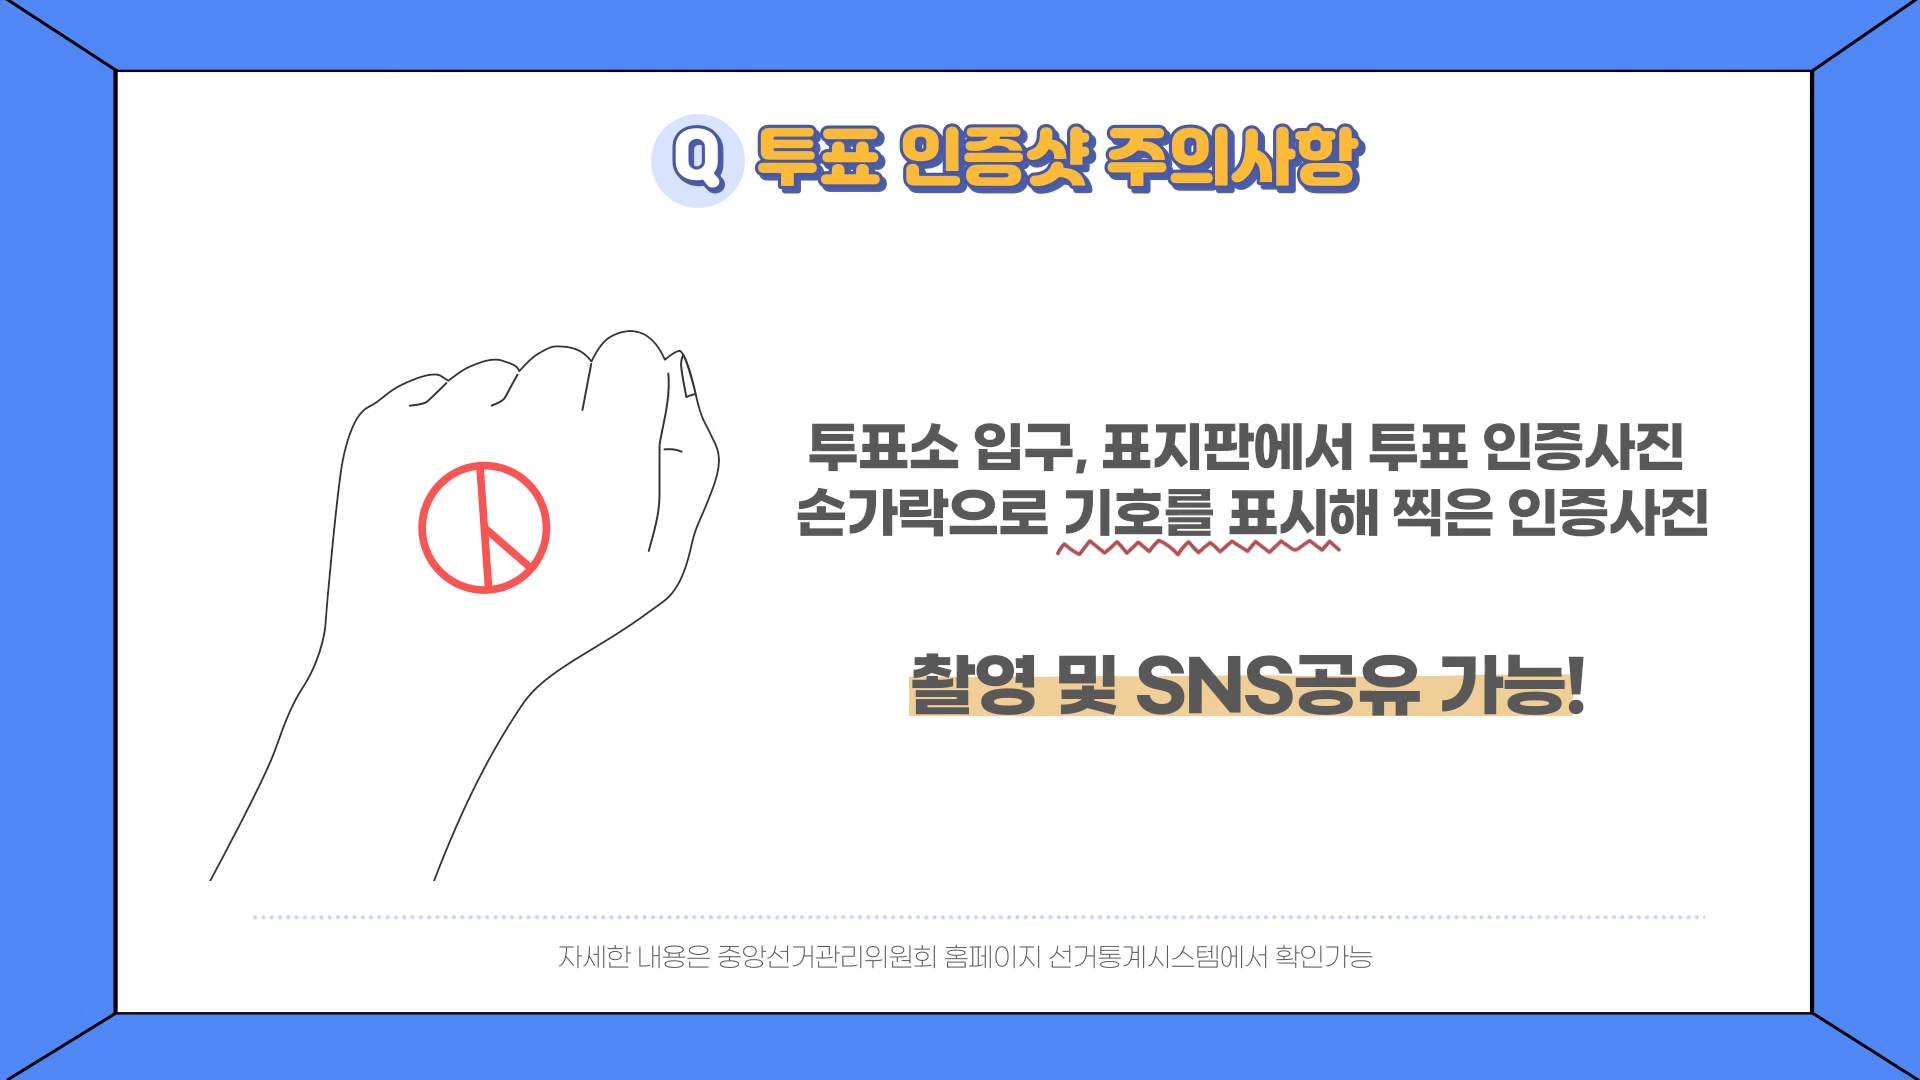 Q 투표 인증샷 주의사항
투표소 입구, 표지판에서 투표 인증사진
손가락으로 기호를 표시해 찍은 인증사진
촬영 및 SNS공유 가능!
자세한 내용은 중앙선거관리위원회 홈페이지 선거통계시스템에서 확인가능